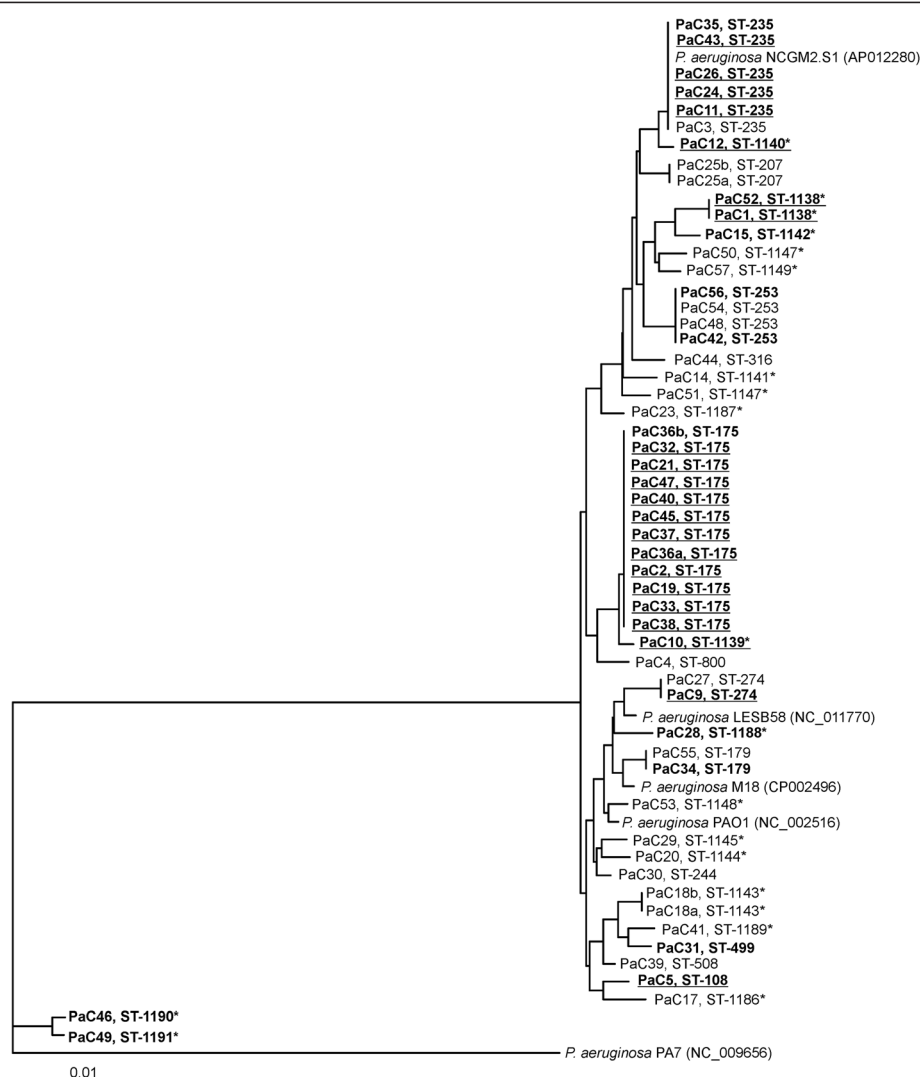 PaC35, ST-235
PaC43, ST-235
P. aeruginosa NCGM2.S1 (AP012280)
PaC26, ST-235
PaC24, ST-235
PaC11, ST-235
PaC3, ST-235
PaC12, ST-1140*
PaC25b, ST-207
PaC25a, ST-207
PaC52, ST-1138*
PaC1, ST-1138*
PaC15, ST-1142*
PaC50, ST-1147*
PaC57, ST-1149*
PaC56, ST-253
PaC54, ST-253
PaC48, ST-253
PaC42, ST-253
PaC44, ST-316
PaC14, ST-1141*
PaC51, ST-1147*
PaC23, ST-1187*
PaC36b, ST-175
PaC32, ST-175
PaC21, ST-175
PaC47, ST-175
PaC40, ST-175
PaC45, ST-175
PaC37, ST-175
PaC36a, ST-175
PaC2, ST-175
PaC19, ST-175
PaC33, ST-175
PaC38, ST-175
PaC10, ST-1139*
PaC4, ST-800
PaC27, ST-274
PaC9, ST-274
P. aeruginosa LESB58 (NC_011770)
PaC28, ST-1188*
PaC55, ST-179
PaC34, ST-179
P. aeruginosa M18 (CP002496)
PaC53, ST-1148*
P. aeruginosa PAO1 (NC_002516)
PaC29, ST-1145*
PaC20, ST-1144*
PaC30, ST-244
PaC18b, ST-1143*
PaC18a, ST-1143*
PaC41, ST-1189*
PaC31, ST-499
PaC39, ST-508
PaC5, ST-108
PaC17, ST-1186*
PaC46, ST-1190*
PaC49, ST-1191*
P. aeruginosa PA7 (NC_009656)
0.01